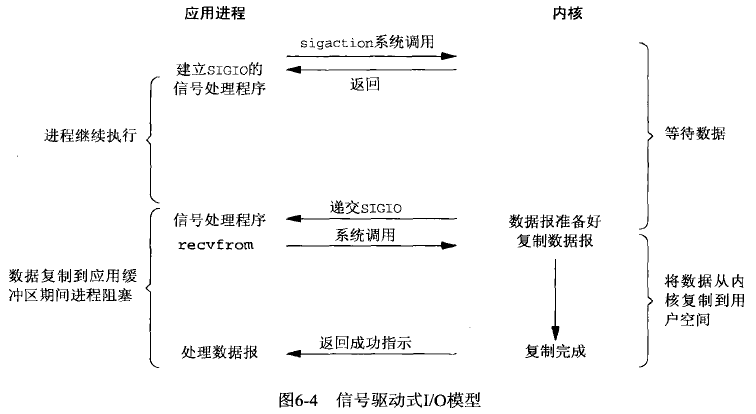 应用进程
内核
sigaction系统调用
建立SIGIO的
信号处理程序
返回
进程继续执行
等待数据
递交SIGIO
信号处理程序
数据报准备好
recvfrom
系统调用
复制数据报
数据复制到应用缓
冲区期间进程阻塞
将数据从内
核复制到用
户空间
返回成功指示
处理数据报
复制完成
图6-4 信号驱动式I/O模型